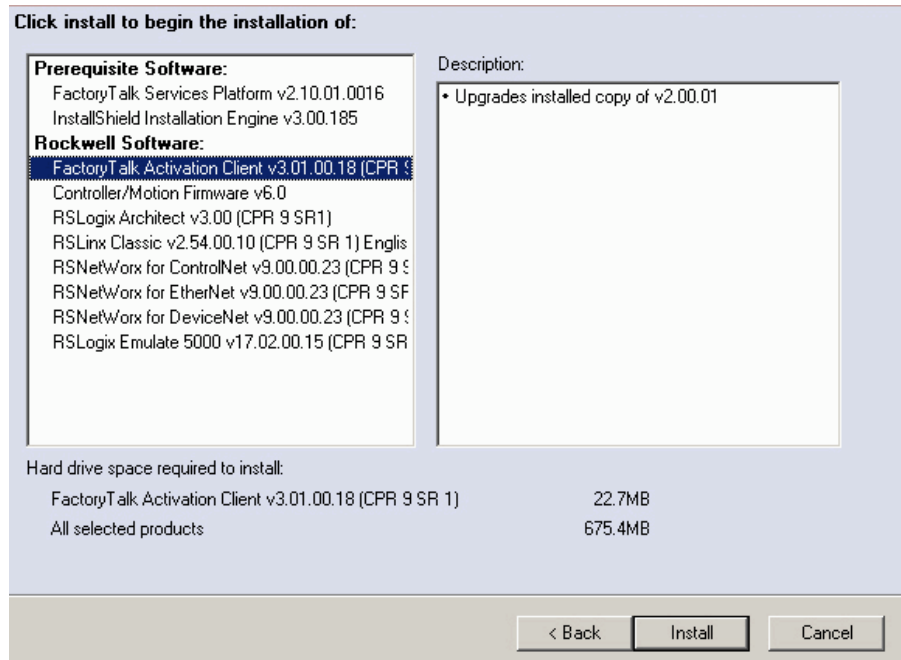 Click install to begin the installation of:
Prerequisite Software:
FactoryTalk Services Platform v2.10.01.0016
InstallShield Installation Engine v3.00.185
Rockwell Software:
FactoryTalk Activation Client v3.01.00.18 (CPR 9
Controller/Motion Firmware v6.0
RSLogix Architect v3.00 (CPR 9 SR1)
RSLinx Classic v2.54.00.10 (CPR 9 SR 1) Englis
RSNetWorx for ControlNet v9.00.00.23 (CPR 9 S
RSNetWorx for EtherNet v9.00.00.23 (CPR 9 SF
RSNetWorx for DeviceNet v9.00.00.23 (CPR 9 S
RSLogix Emulate 5000 v17.02.00.15 (CPR 9 SR
Description:
• Upgrades installed copy of v2.00.01
Hard drive space required to install:
FactoryTalk Activation Client v3.01.00.18 (CPR 9 SR 1) 22.7MB
All selected products 675.4MB
< Back Install Cancel